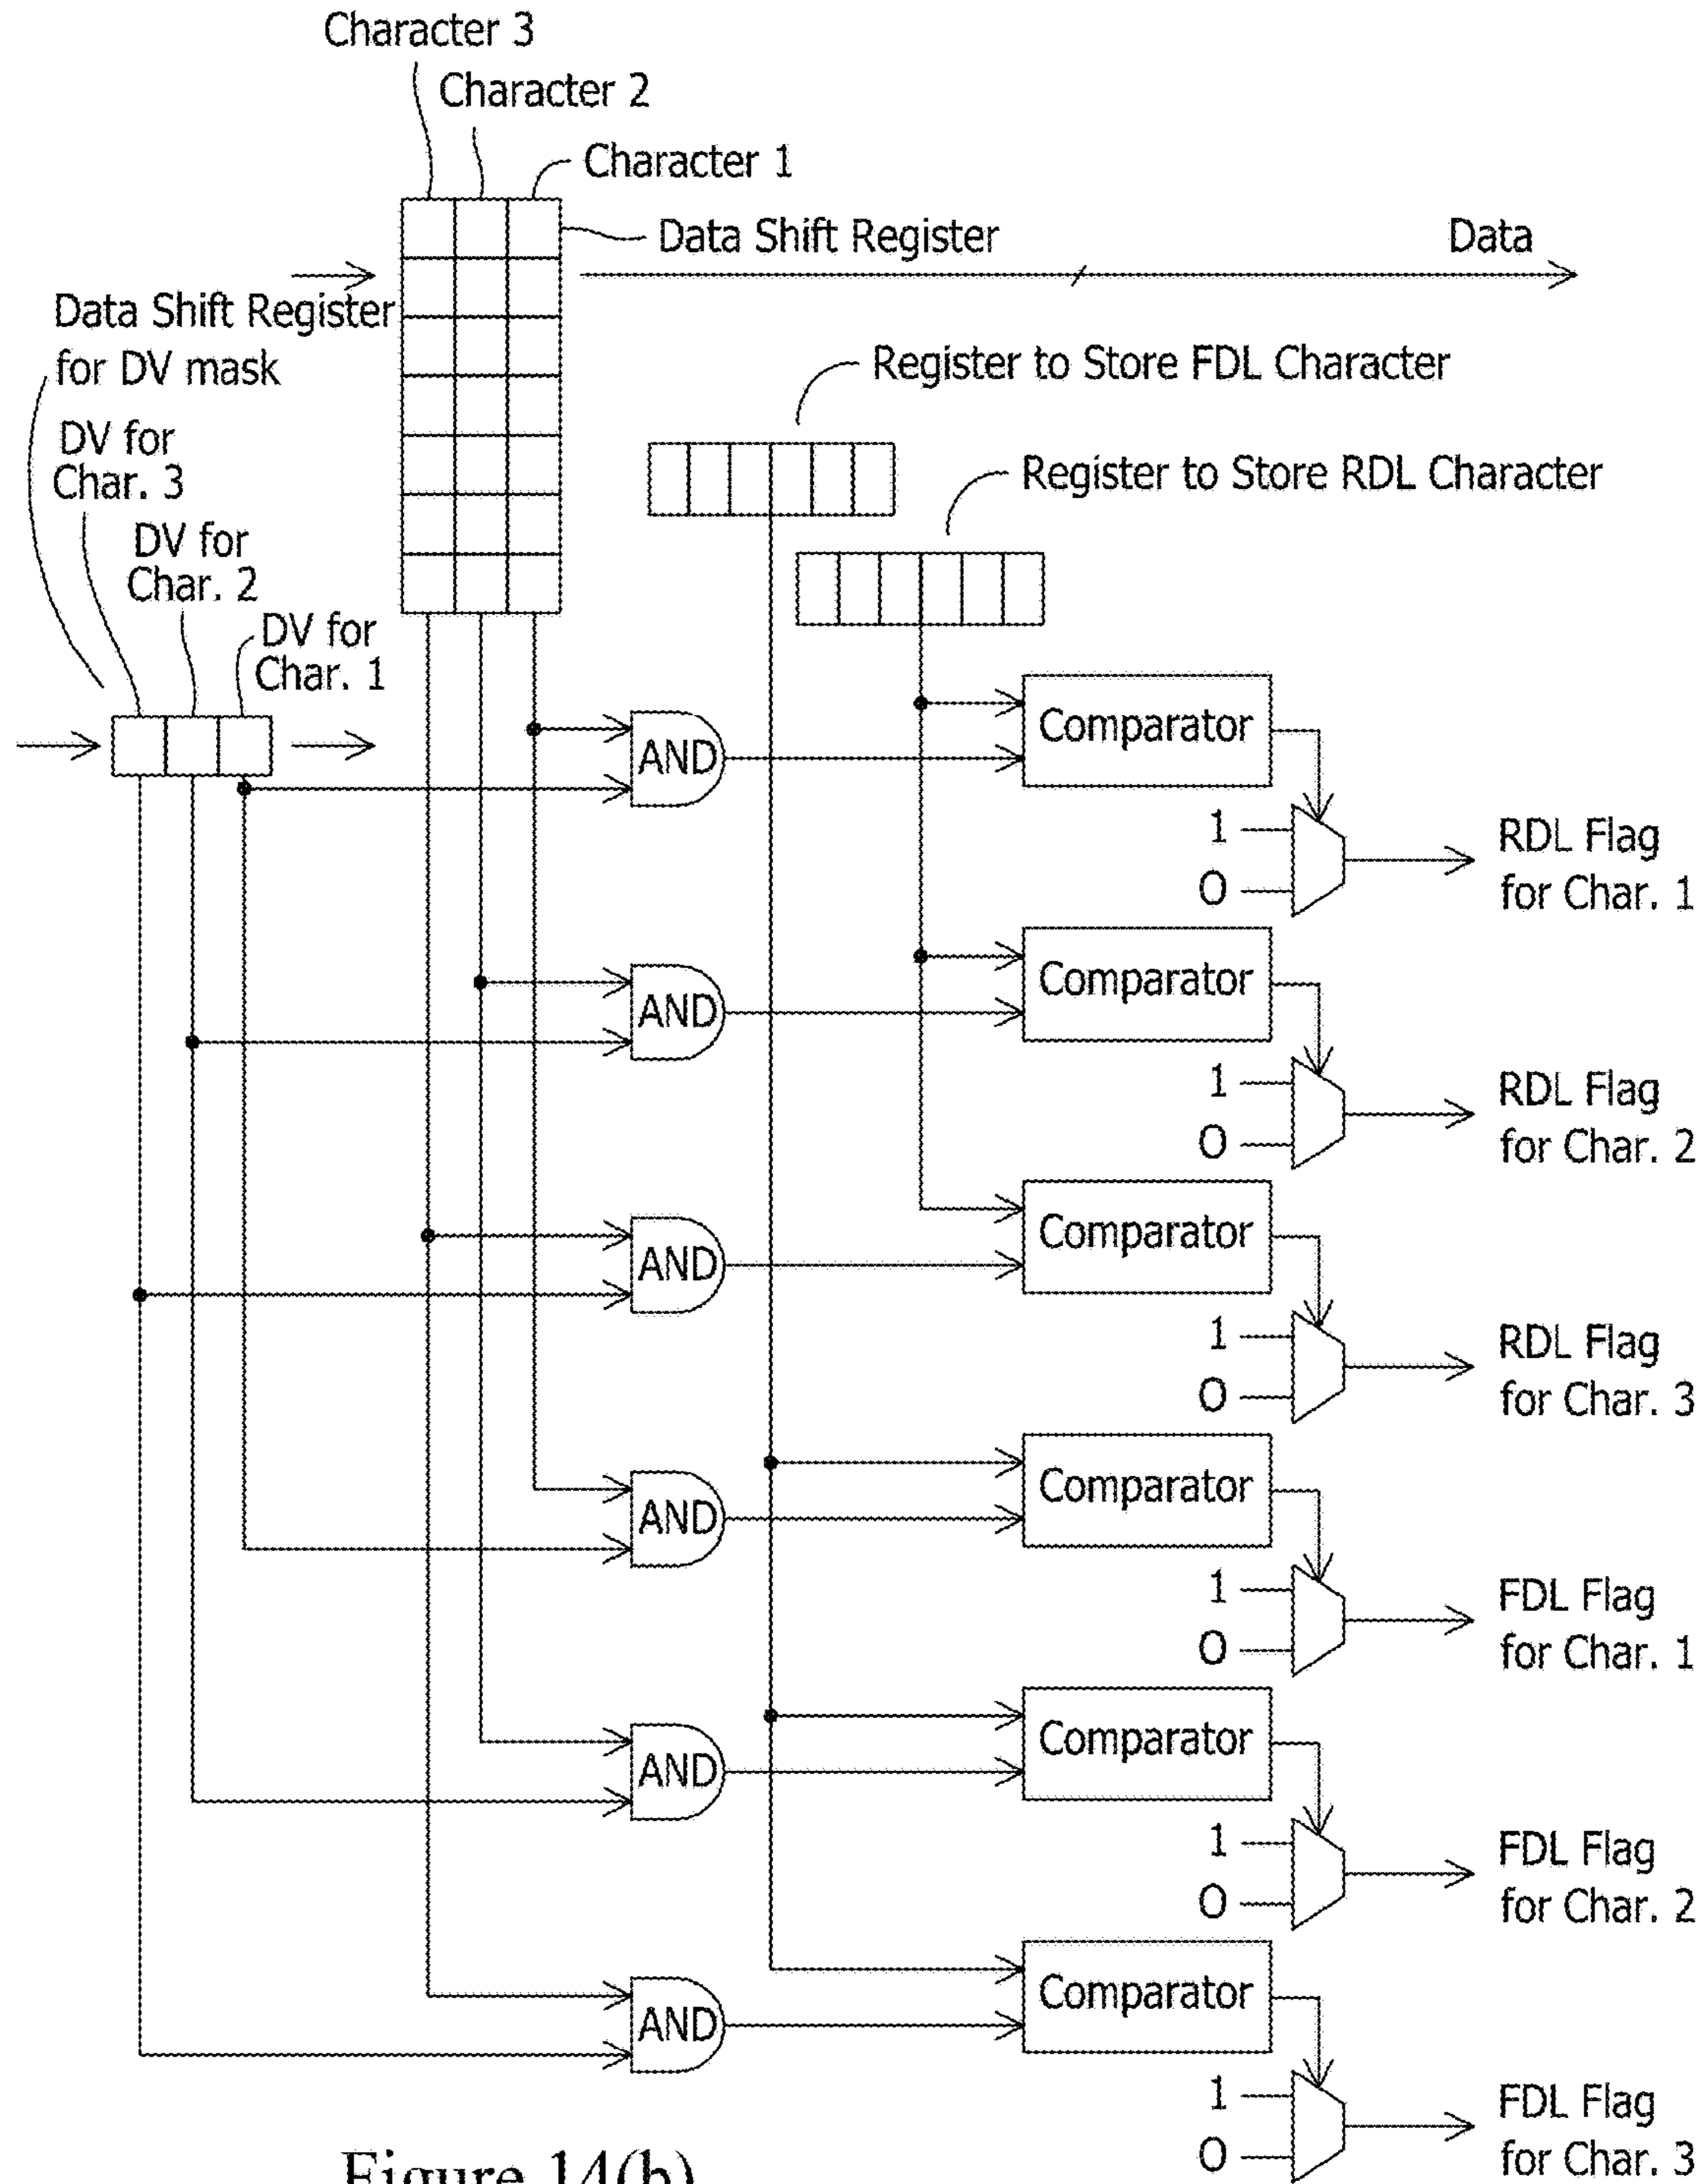 Character 3
Character 2
Character 1
Data Shift Register
Data
Data Shift Register
for DV mask
Register to Store FDL Character
DV for
Char. 3
Register to Store RDL Character
DV for
Char. 2
DV for
Char. 1
AND
Comparator
1
0
RDL Flag
for Char. 1
AND
Comparator
1
0
RDL Flag
for Char. 2
AND
Comparator
1
0
RDL Flag
for Char. 3
AND
Comparator
1
0
FDL Flag
for Char. 1
AND
Comparator
1
0
FDL Flag
for Char. 2
AND
Comparator
1
0
FDL Flag
for Char. 3
Figure 14(b)